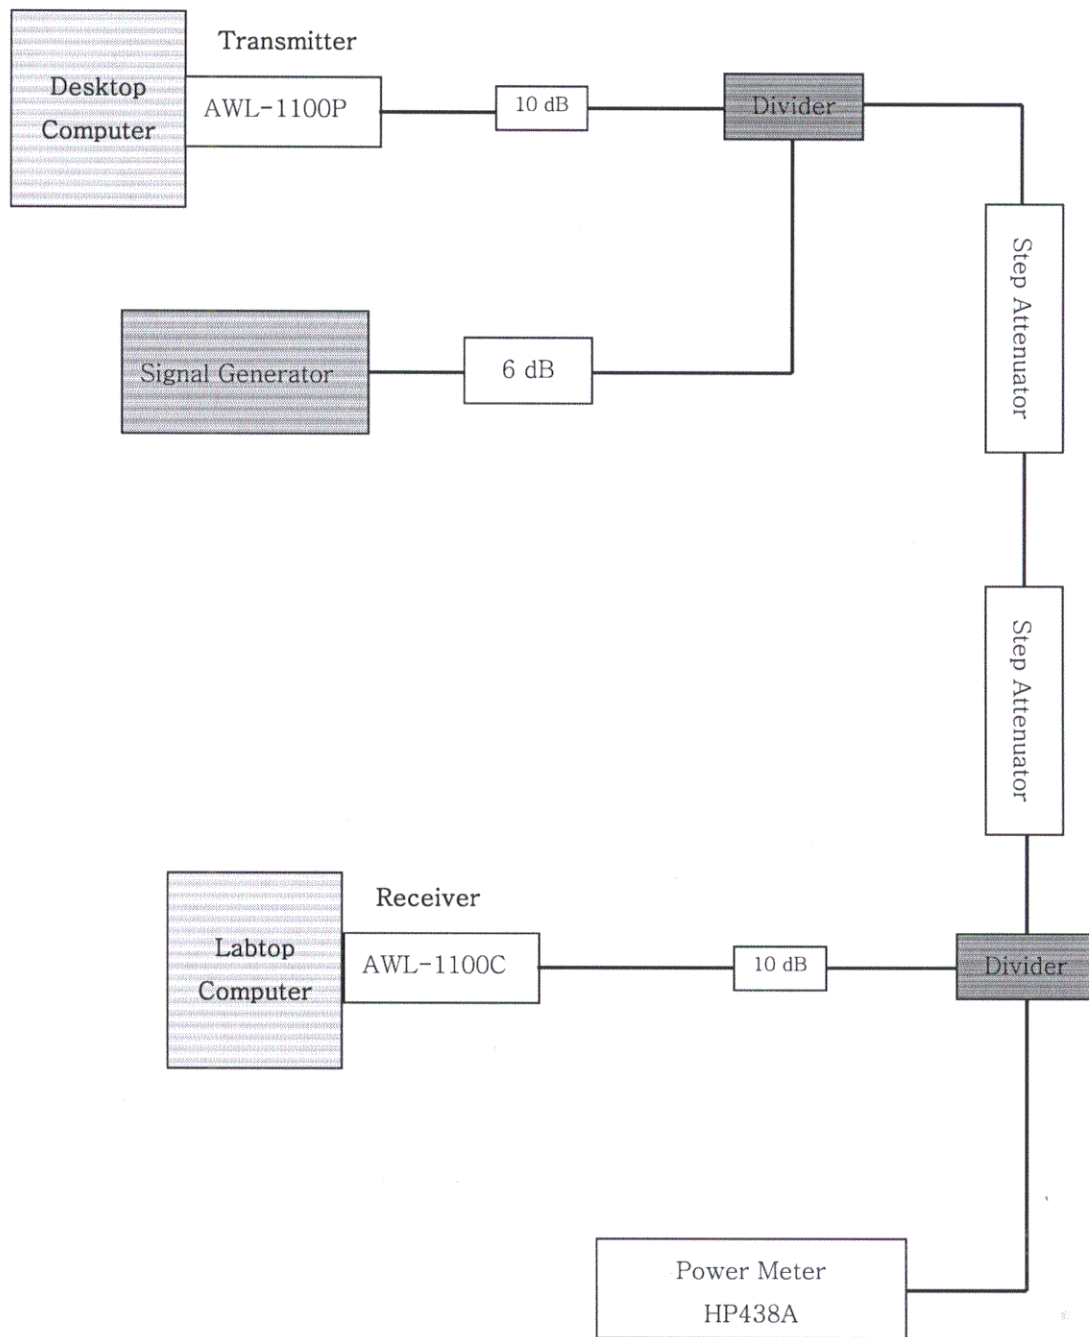 Transmitter
Desktop
Computer
AWL-1100P
10 dB
Divider
Step Attenuator
Signal Generator
6 dB
Step Attenuator
Receiver
Labtop
Computer
AWL-1100C
10 dB
Divider
Power Meter
HP438A